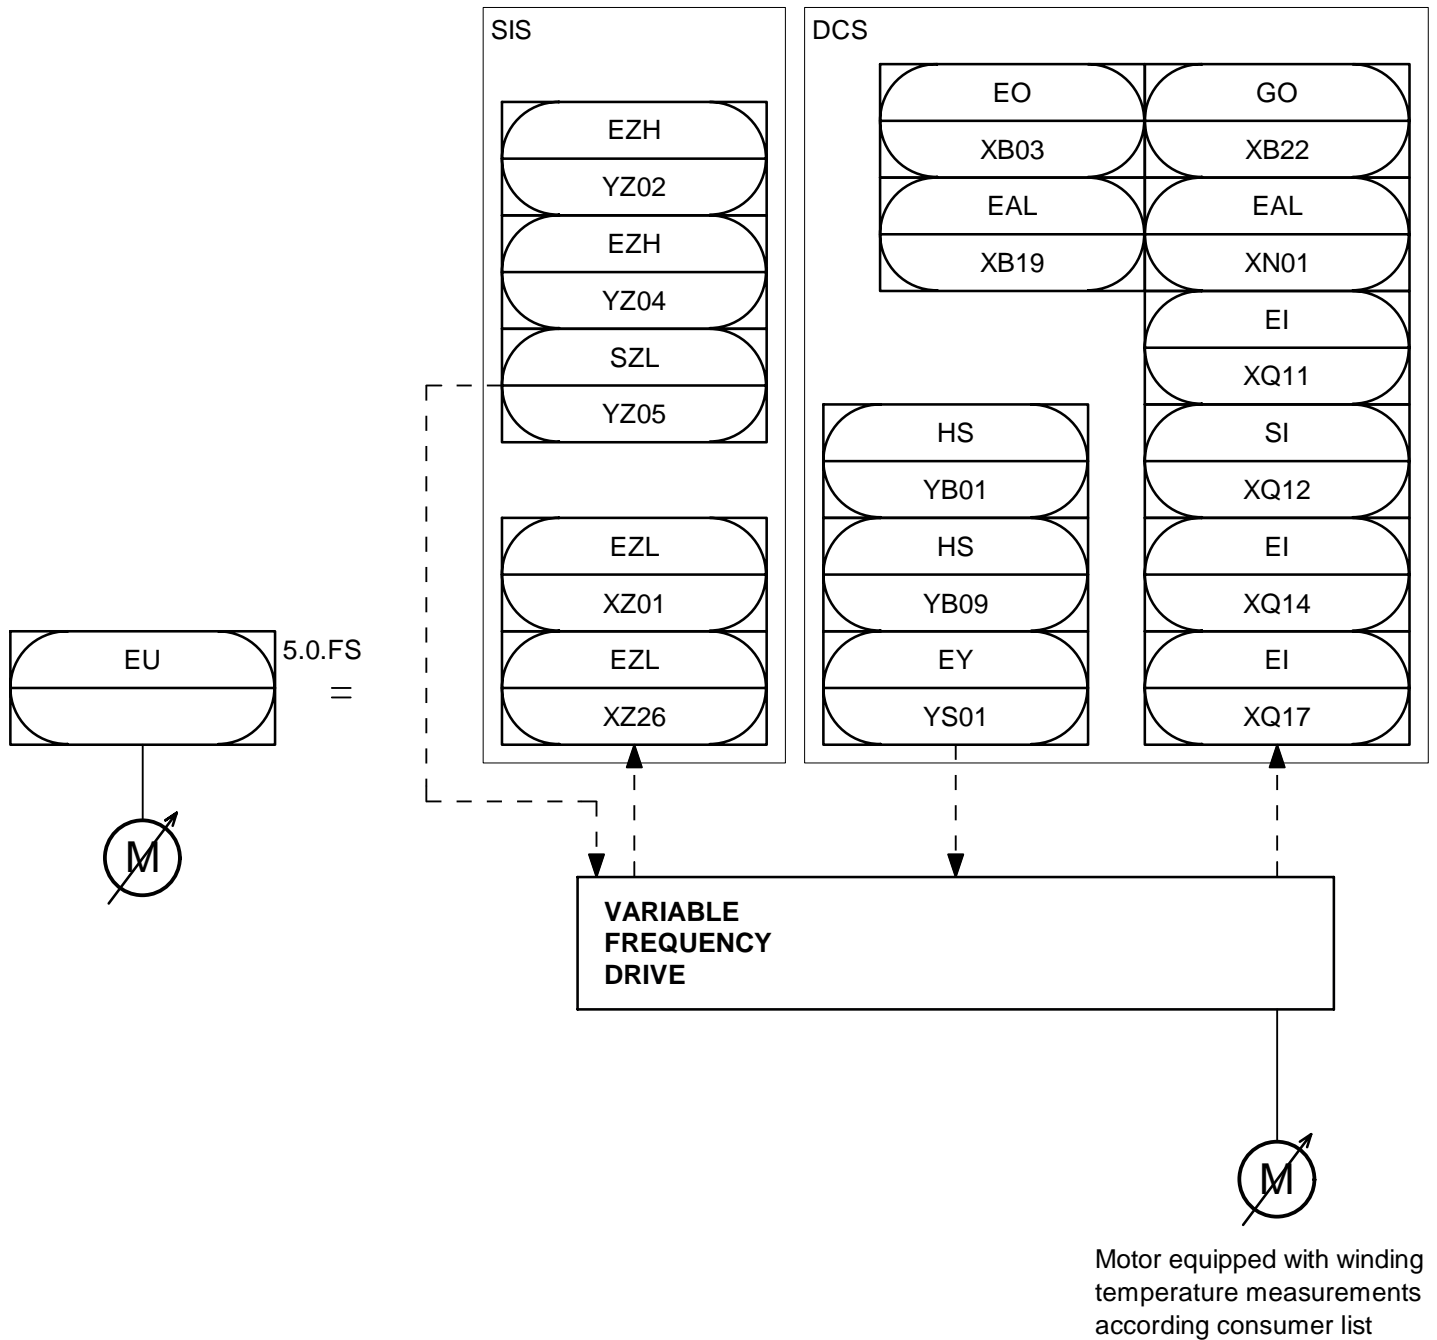 SIS
EZH
YZ02
EZH
YZ04
SZL
YZ05
EZL
XZ01
EZL
XZ26
DCS
EO
XB03
GO
XB22
EAL
XB19
EAL
XN01
EI
XQ11
HS
YB01
SI
XQ12
HS
YB09
EI
XQ14
EY
YS01
EI
XQ17
EU
5.0.FS
=
M
VARIABLE
FREQUENCY
DRIVE
M
Motor equipped with winding
temperature measurements
according consumer list